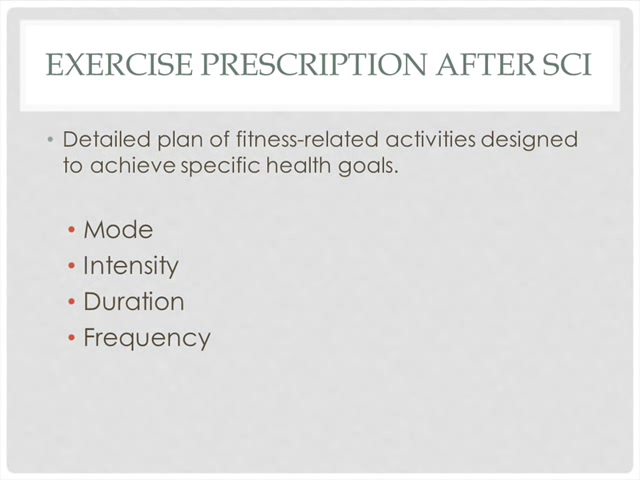 EXERCISE PRESCRIPTION AFTER SCI
• Detailed plan of fitness-related activities designed
to achieve specific health goals.
• Mode
• Intensity
• Duration
• Frequency